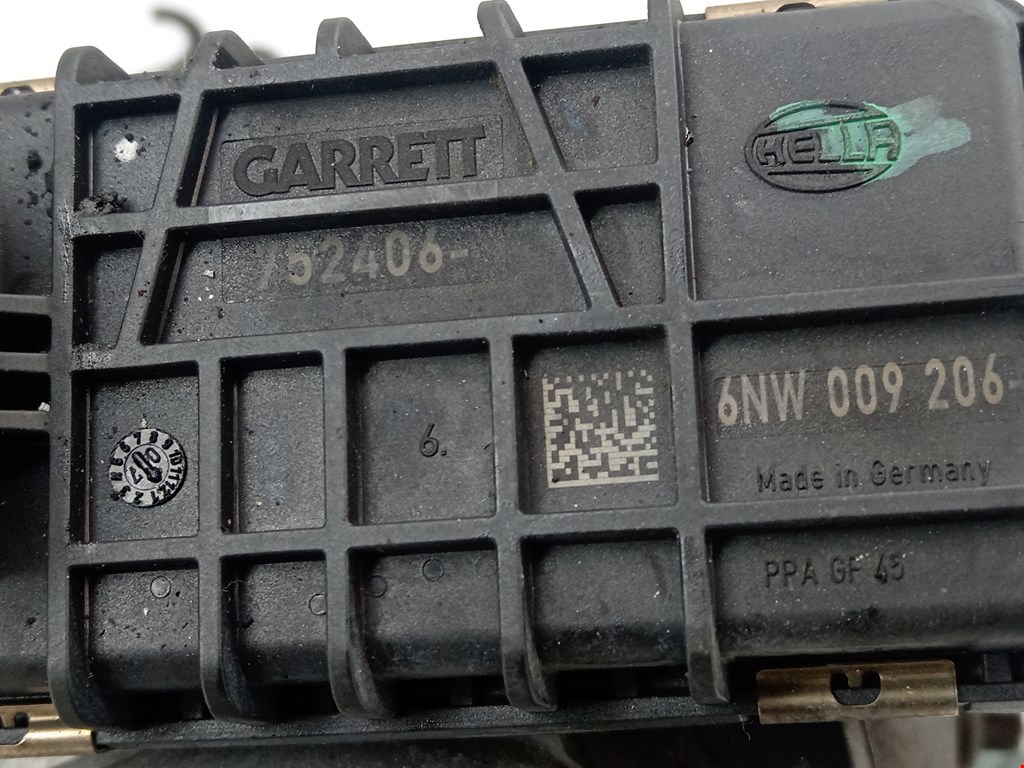 GARRETT
HELLA
752406-
6NW 009 206-
6.
Made in Germany
PPA GF 45